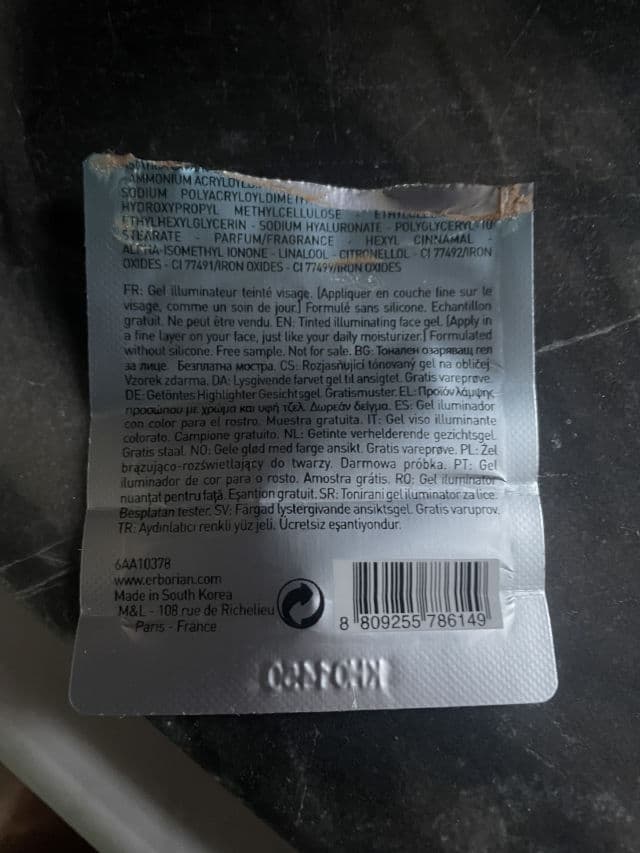 -AMMONIUM
SODIUM
HYDROXYPROPYL METHYLCELLULOSE -
ETHYLHEXYLGLYCERIN - SODIUM HYALURONATE - POLYGLYCERYL-10
STEARATE - PARFUM/FRAGRANCE - HEXYL CINNAMAL -
ALPHA-ISOMETHYL IONONE - LINALOOL - CITRONELLOL - CI 77492/IRON
OXIDES - CI 77491/IRON OXIDES - CI 77499/IRON OXIDES
FR: Gel illuminateur teinté visage. (Appliquer en couche fine sur le
visage, comme un soin de jour.) Formulé sans silicone. Echantillon
gratuit. Ne peut être vendu. EN: Tinted illuminating face gel. (Apply in
a fine layer on your face, just like your daily moisturizer.) Formulated
without silicone. Free sample. Not for sale. BG: Тонален озаряващ гел
за лице. Безплатна мостра. CS: Rozjasňující tónovaný gel na obličej.
Vzorek zdarma. DA: Lysgivende farvet gel til ansigtet. Gratis vareprøve.
DE: Getöntes Highlighter Gesichtsgel. Gratismuster. EL: Προϊόν λάμψης
προσώπου με χρώμα και υφή τζελ. Δωρεάν δείγμα. ES: Gel iluminador
con color para el rostro. Muestra gratuita. IT: Gel viso illuminante
colorato. Campione gratuito. NL: Getinte verhelderende gezichtsgel.
Gratis staal. NO: Gele glød med farge ansikt. Gratis vareprøve. PL: Żel
brązująco-rozświetlający do twarzy. Darmowa próbka. PT: Gel
iluminador de cor para o rosto. Amostra grátis. RO: Gel iluminator
nuanțat pentru față. Eșantion gratuit. SR: Tonirani gel iluminator za lice.
Besplatan tester. SV: Färgad lystergivande ansiktsgel. Gratis varuprov.
TR: Aydınlatıcı renkli yüz jeli. Ücretsiz eşantiyondur.
6AA10378
www.erborian.com
Made in South Korea
M&L - 108 rue de Richelieu
Paris - France
8 809255 786149